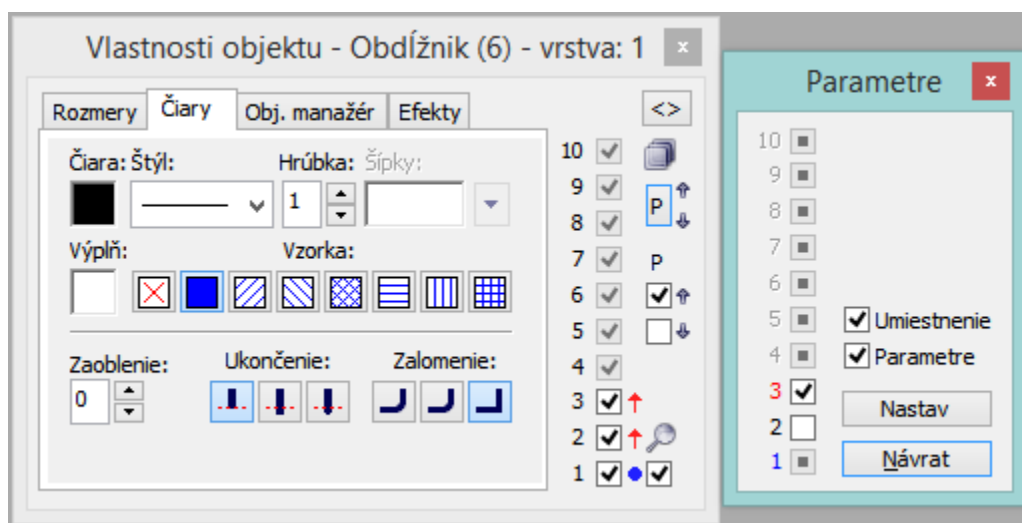 Vlastnosti objektu - Obdĺžnik (6) - vrstva: 1 x
Rozmery Čiary Obj. manažér Efekty <>
Čiara: Štýl: Hrúbka: Šípky:
1
Výplň: Vzorka:
Zaoblenie: Ukončenie: Zalomenie:
0
10
9
P
8
7 P
6
5
4
3
2
1
Parametre x
10
9
8
7
6
5 Umiestnenie
4 Parametre
3 Nastav
2
1 Návrat